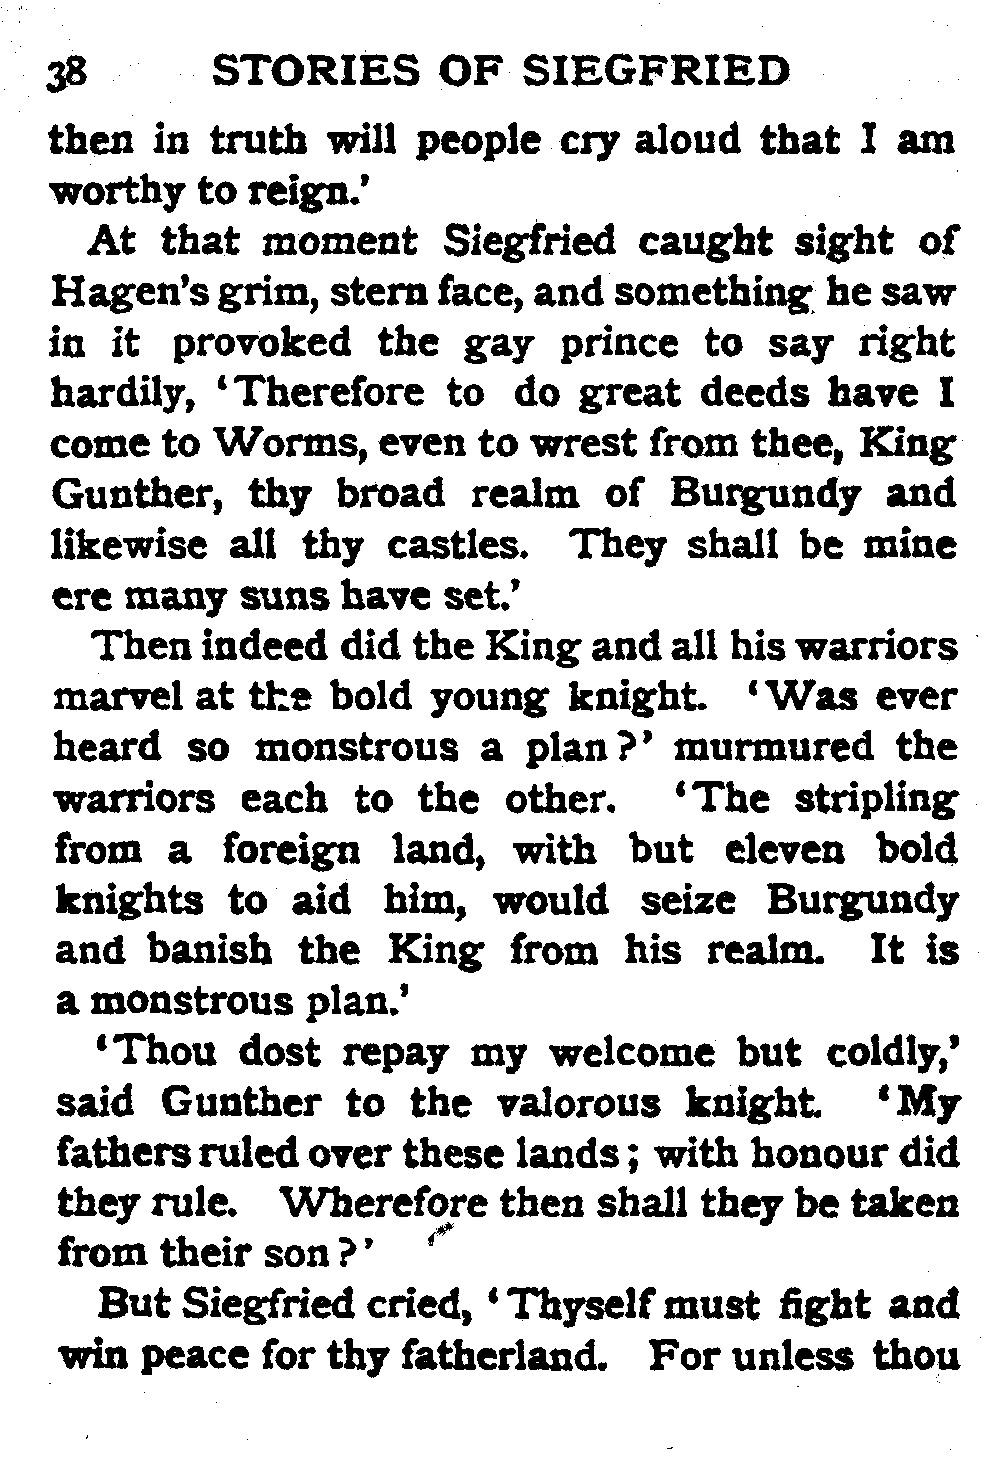 38 STORIES OF SIEGFRIED
then in truth will people cry aloud that I am
worthy to reign.'
At that moment Siegfried caught sight of
Hagen's grim, stern face, and something he saw
in it provoked the gay prince to say right
hardily, 'Therefore to do great deeds have I
come to Worms, even to wrest from thee, King
Gunther, thy broad realm of Burgundy and
likewise all thy castles. They shall be mine
ere many suns have set.'
Then indeed did the King and all his warriors
marvel at the bold young knight. 'Was ever
heard so monstrous a plan?' murmured the
warriors each to the other. 'The stripling
from a foreign land, with but eleven bold
knights to aid him, would seize Burgundy
and banish the King from his realm. It is
a monstrous plan.'
'Thou dost repay my welcome but coldly,'
said Gunther to the valorous knight. 'My
fathers ruled over these lands; with honour did
they rule. Wherefore then shall they be taken
from their son?'
But Siegfried cried, 'Thyself must fight and
win peace for thy fatherland. For unless thou